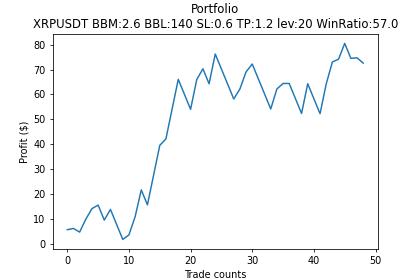 Portfolio
XRPUSDT BBM:2.6 BBL:140 SL:0.6 TP:1.2 lev:20 WinRatio:57.0
80
70
60
50
40
30
20
10
0
Profit ($)
0 10 20 30 40 50
Trade counts